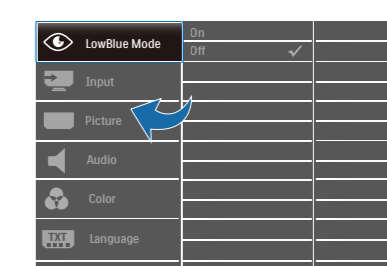 LowBlue Mode
On
Off
Input
Picture
Audio
Color
TXT
Language